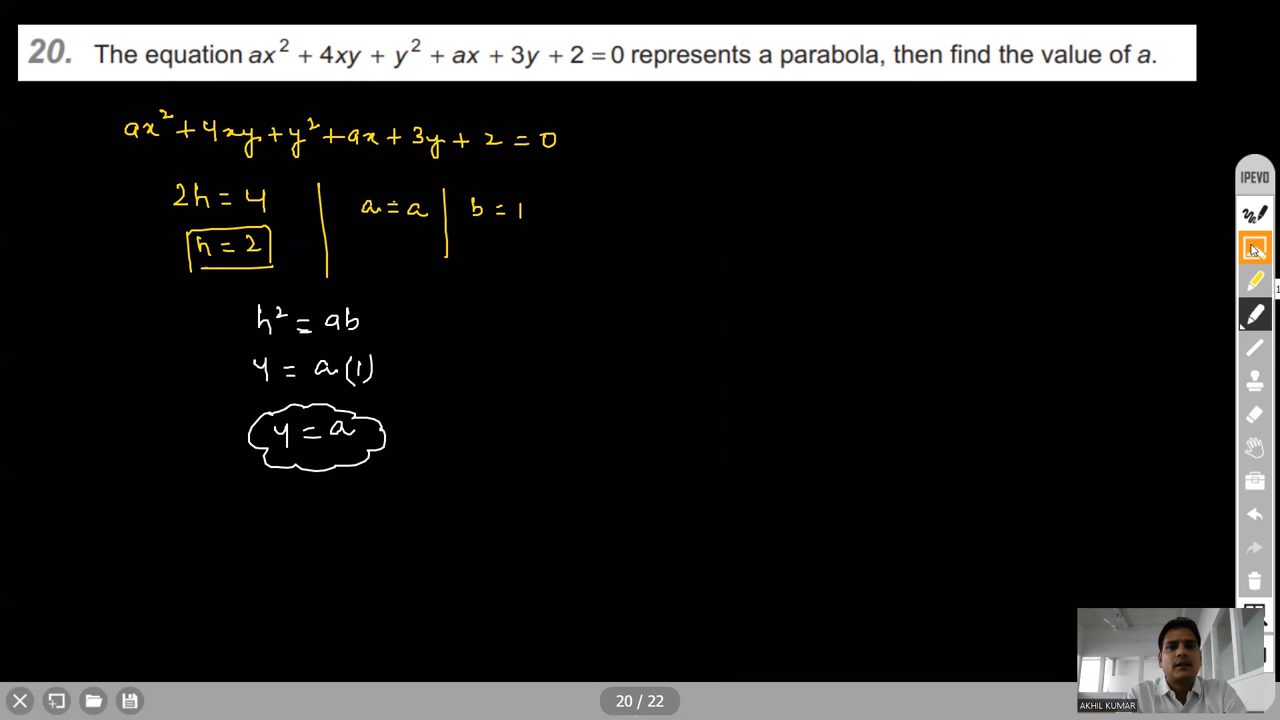 20. The equation ax² + 4xy + y² + ax + 3y + 2 = 0 represents a parabola, then find the value of a.
ax² + 4xy + y² + ax + 3y + 2 = 0
2h = 4 | a = a | b = 1
h = 2
h² = ab
4 = a(1)
4 = a
IPEVO
1
20 / 22
AKHIL KUMAR